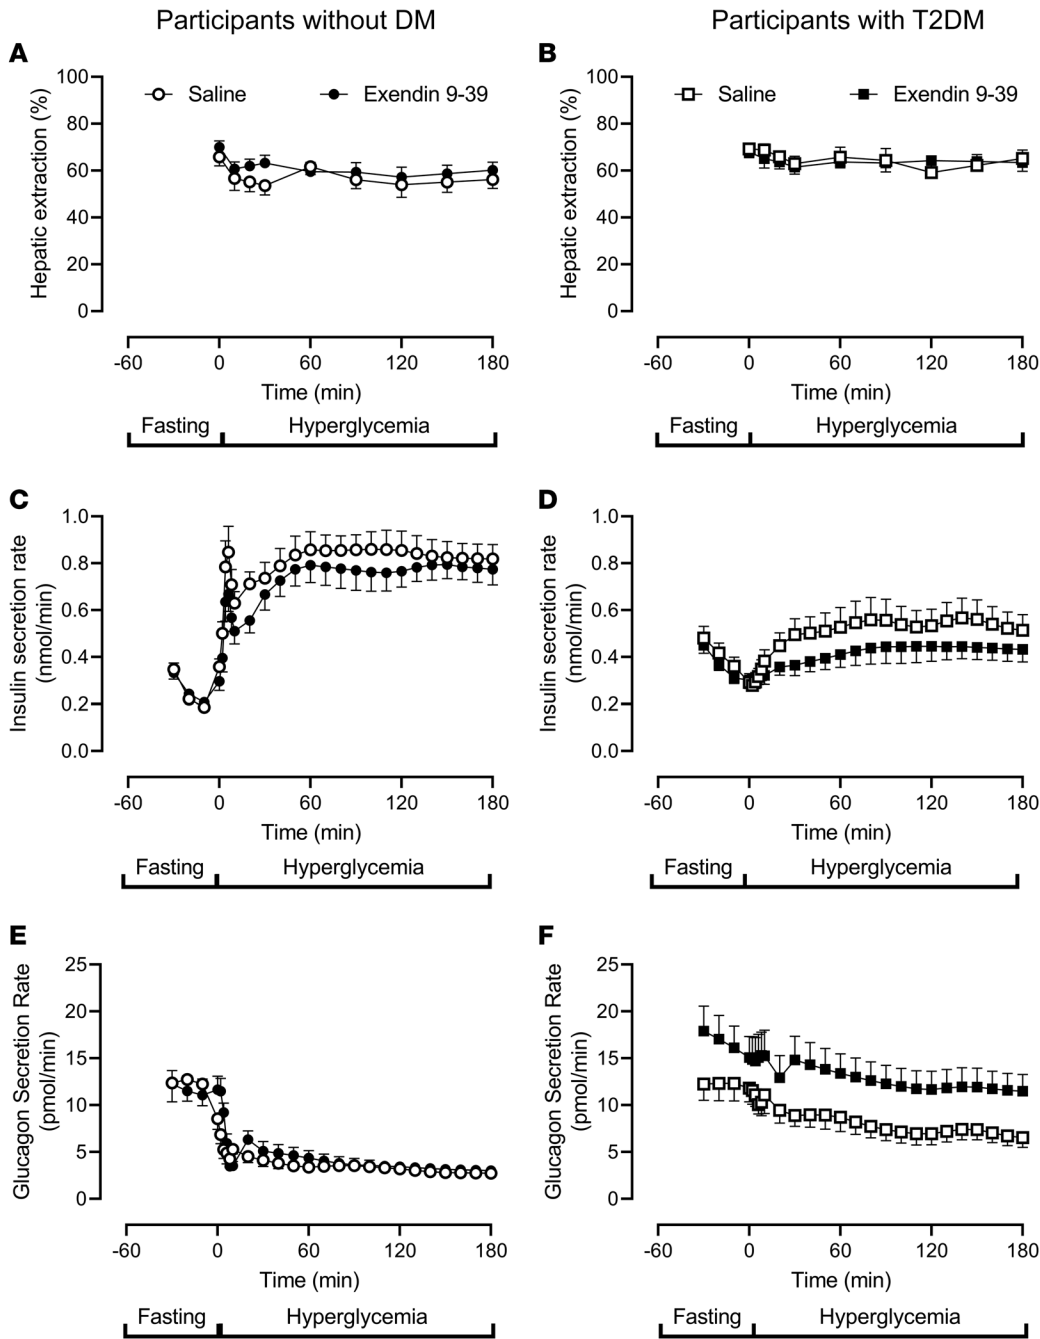 Participants without DM
Participants with T2DM
A
B
Saline
Exendin 9-39
Saline
Exendin 9-39
Hepatic extraction (%)
100
80
60
40
20
0
Hepatic extraction (%)
100
80
60
40
20
0
-60 0 60 120 180
Time (min)
Fasting Hyperglycemia
-60 0 60 120 180
Time (min)
Fasting Hyperglycemia
C
D
Insulin secretion rate
(nmol/min)
1.0
0.8
0.6
0.4
0.2
0.0
Insulin secretion rate
(nmol/min)
1.0
0.8
0.6
0.4
0.2
0.0
-60 0 60 120 180
Time (min)
Fasting Hyperglycemia
-60 0 60 120 180
Time (min)
Fasting Hyperglycemia
E
F
Glucagon Secretion Rate
(pmol/min)
25
20
15
10
5
0
Glucagon Secretion Rate
(pmol/min)
25
20
15
10
5
0
-60 0 60 120 180
Time (min)
Fasting Hyperglycemia
-60 0 60 120 180
Time (min)
Fasting Hyperglycemia